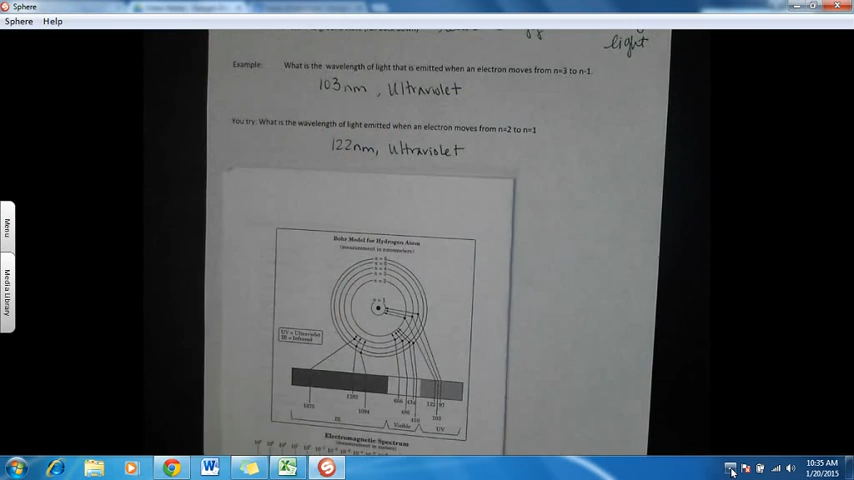 Sphere
Sphere Help
light
Example: What is the wavelength of light that is emitted when an electron moves from n=3 to n-1
103nm, Ultraviolet
You try: What is the wavelength of light emitted when an electron moves from n=2 to n=1
122nm, Ultraviolet
Menu
Media Library
Bohr Model for Hydrogen Atom
(measurement in nanometers)
n = 1
UV = Ultraviolet
IR = Infrared
656 434 122 97
1875 1282 1094 486 410 103
IR Visible UV
Electromagnetic Spectrum
(measurement in meters)
10:35 AM
1/20/2015